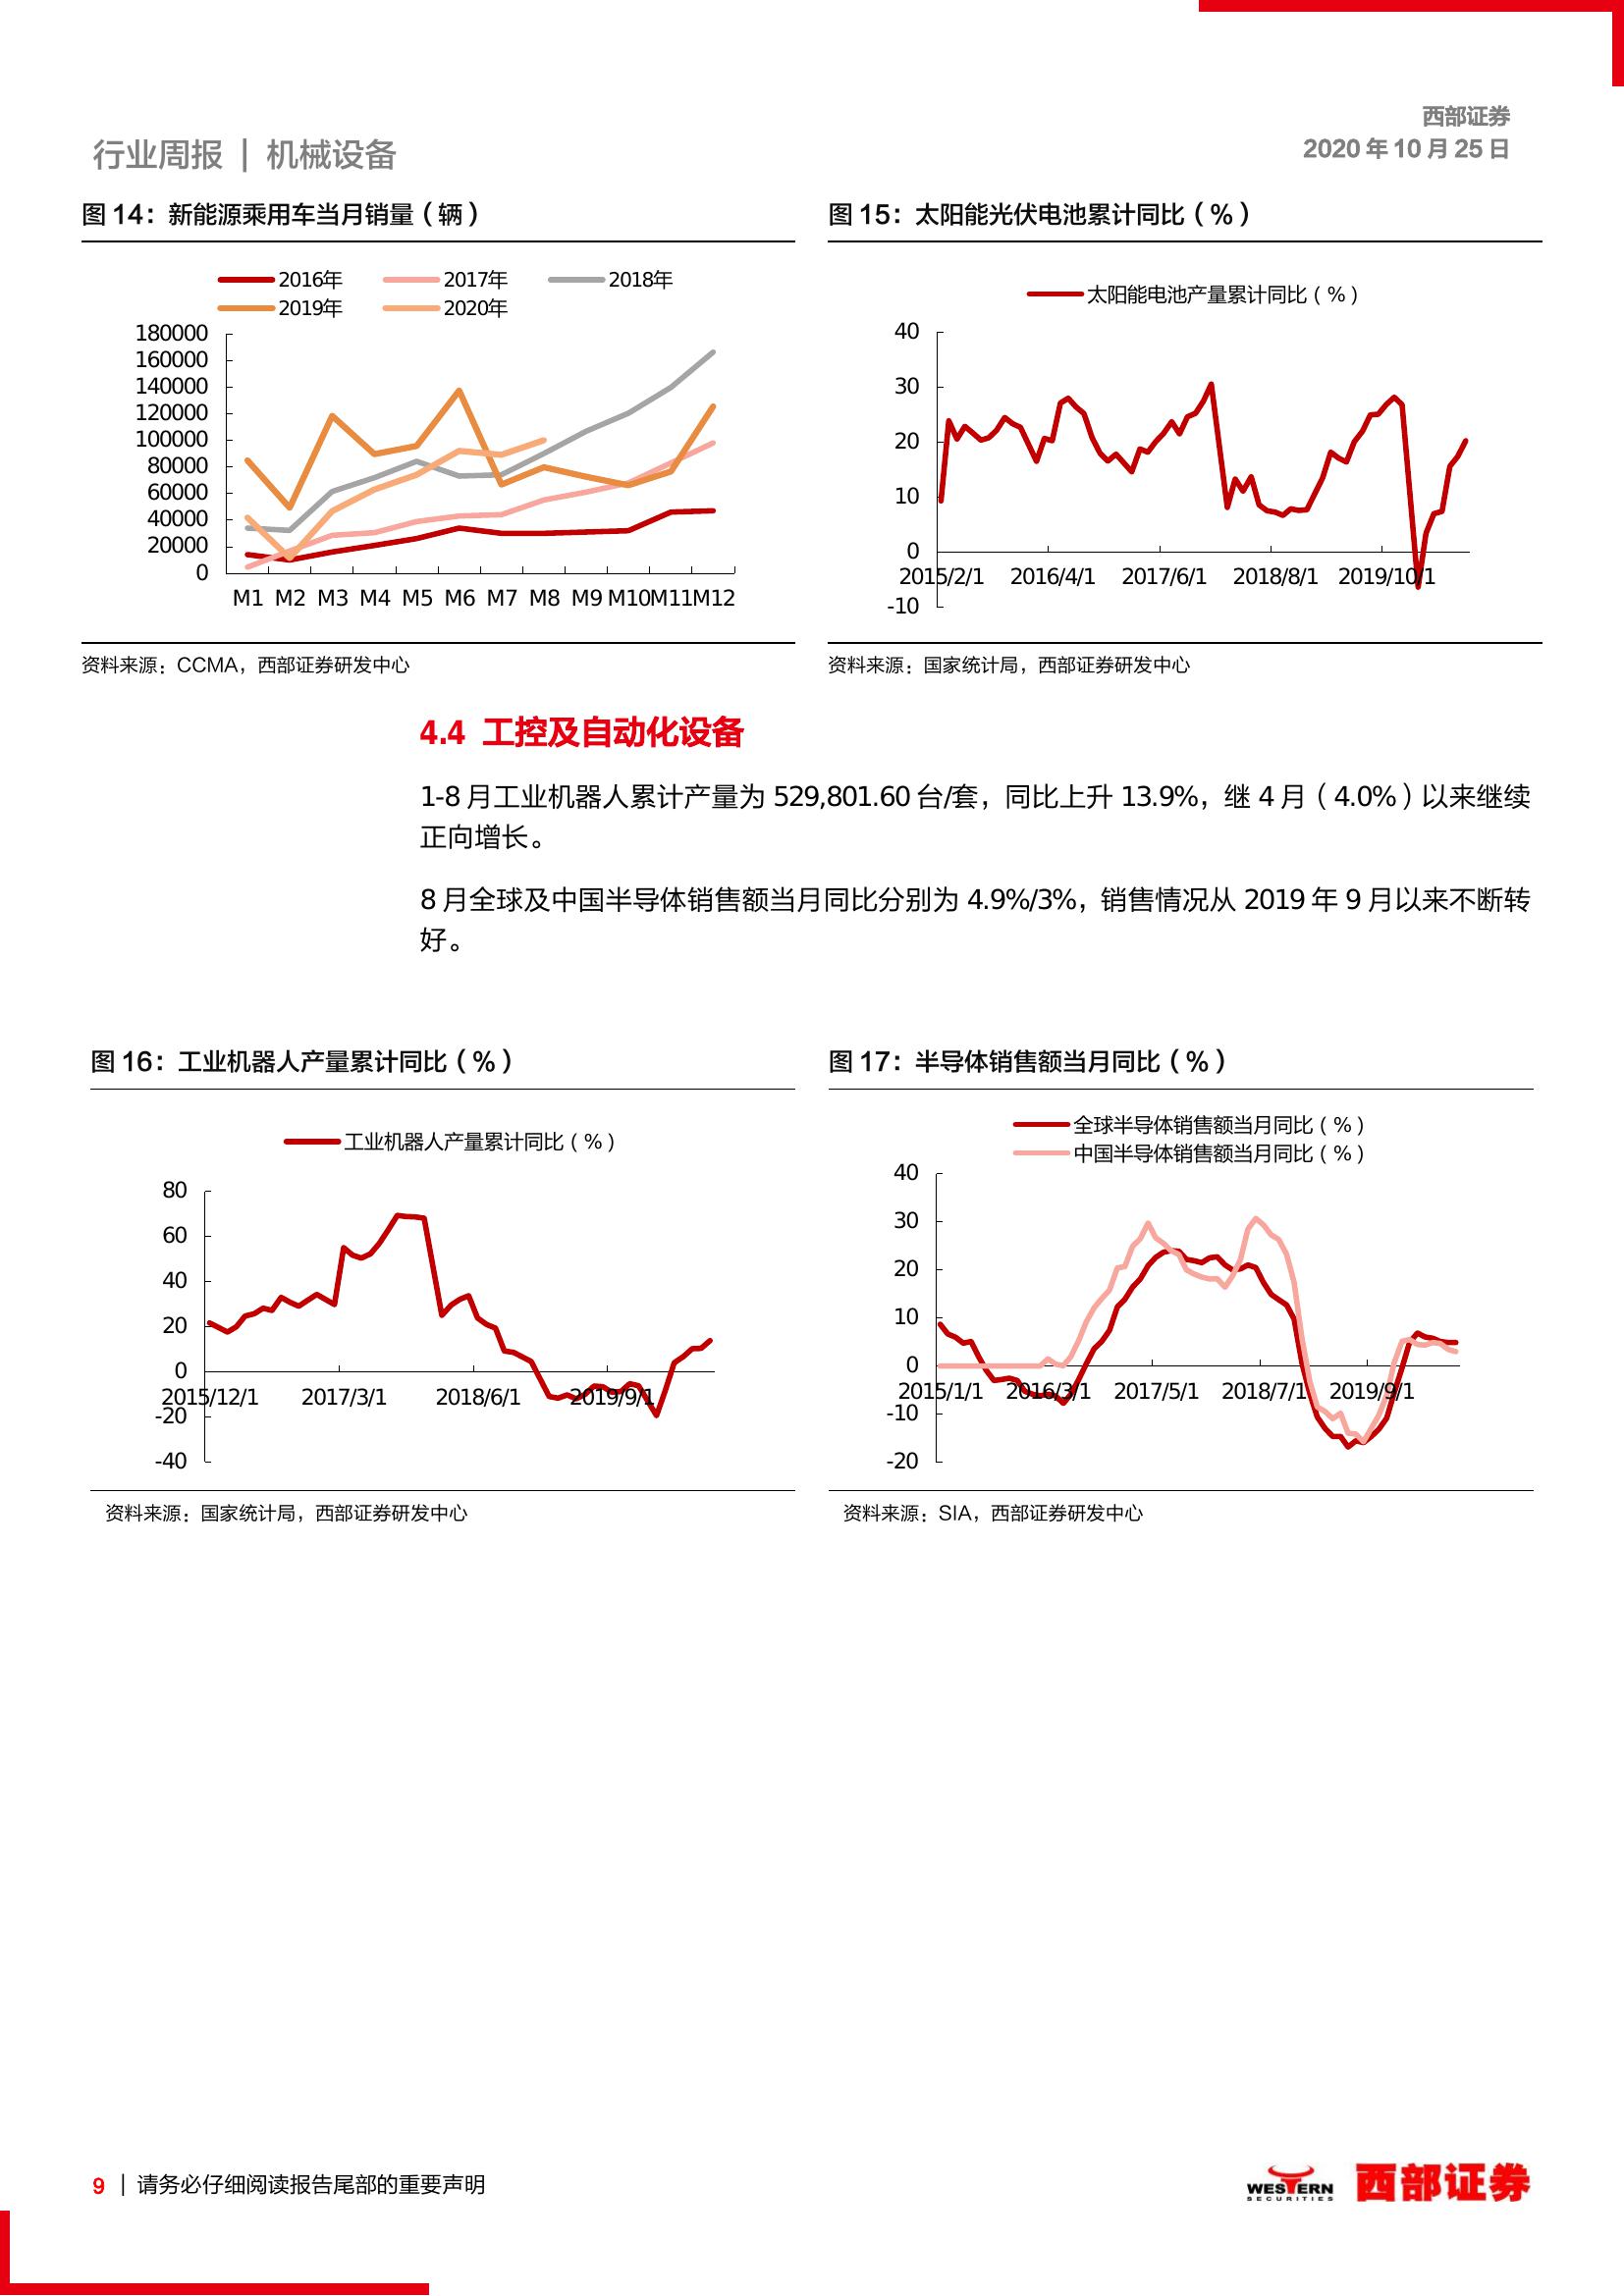 西部证券
行业周报 | 机械设备
2020 年 10 月 25 日
图 14：新能源乘用车当月销量（辆）
2016年 2017年 2018年
2019年 2020年
180000
160000
140000
120000
100000
80000
60000
40000
20000
0
M1 M2 M3 M4 M5 M6 M7 M8 M9 M10M11M12
资料来源：CCMA，西部证券研发中心
图 15：太阳能光伏电池累计同比（%）
太阳能电池产量累计同比（%）
40
30
20
10
0
2015/2/1 2016/4/1 2017/6/1 2018/8/1 2019/10/1
-10
资料来源：国家统计局，西部证券研发中心
4.4 工控及自动化设备
1-8 月工业机器人累计产量为 529,801.60 台/套，同比上升 13.9%，继 4 月（4.0%）以来继续
正向增长。
8 月全球及中国半导体销售额当月同比分别为 4.9%/3%，销售情况从 2019 年 9 月以来不断转
好。
图 16：工业机器人产量累计同比（%）
工业机器人产量累计同比（%）
80
60
40
20
0
2015/12/1 2017/3/1 2018/6/1 2019/9/1
-20
-40
资料来源：国家统计局，西部证券研发中心
图 17：半导体销售额当月同比（%）
全球半导体销售额当月同比（%）
中国半导体销售额当月同比（%）
40
30
20
10
0
2015/1/1 2016/3/1 2017/5/1 2018/7/1 2019/9/1
-10
-20
资料来源：SIA，西部证券研发中心
9 | 请务必仔细阅读报告尾部的重要声明
WESTERN
SECURITIES
西部证券